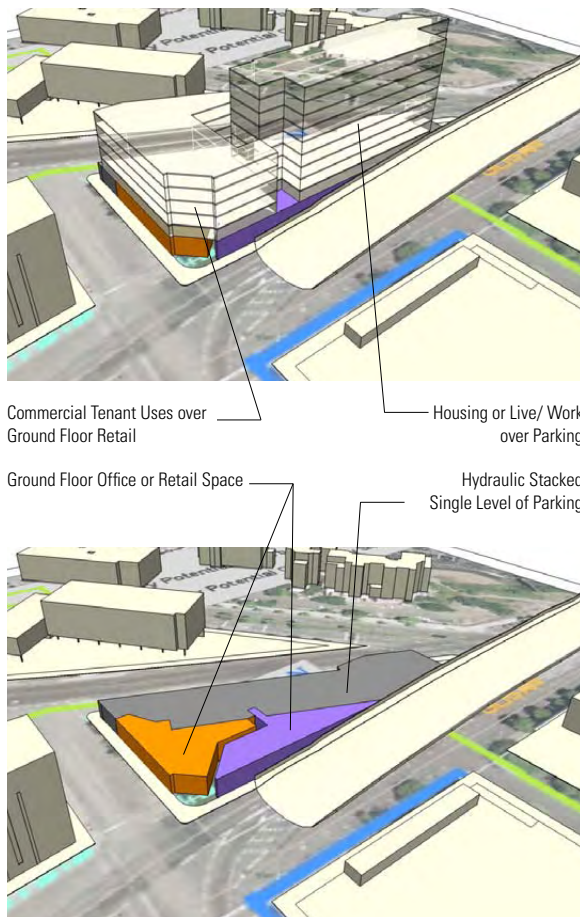 Potential
Potential
Commercial Tenant Uses over
Ground Floor Retail
Housing or Live/ Work
over Parking
Ground Floor Office or Retail Space
Hydraulic Stacked
Single Level of Parking
Potential
Potential